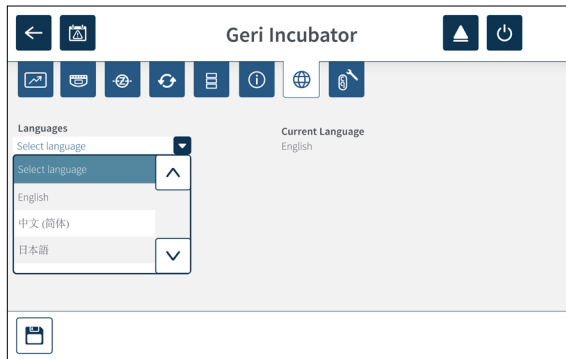 Geri Incubator
Languages
Select language
Select language
English
中文 (简体)
日本語
Current Language
English